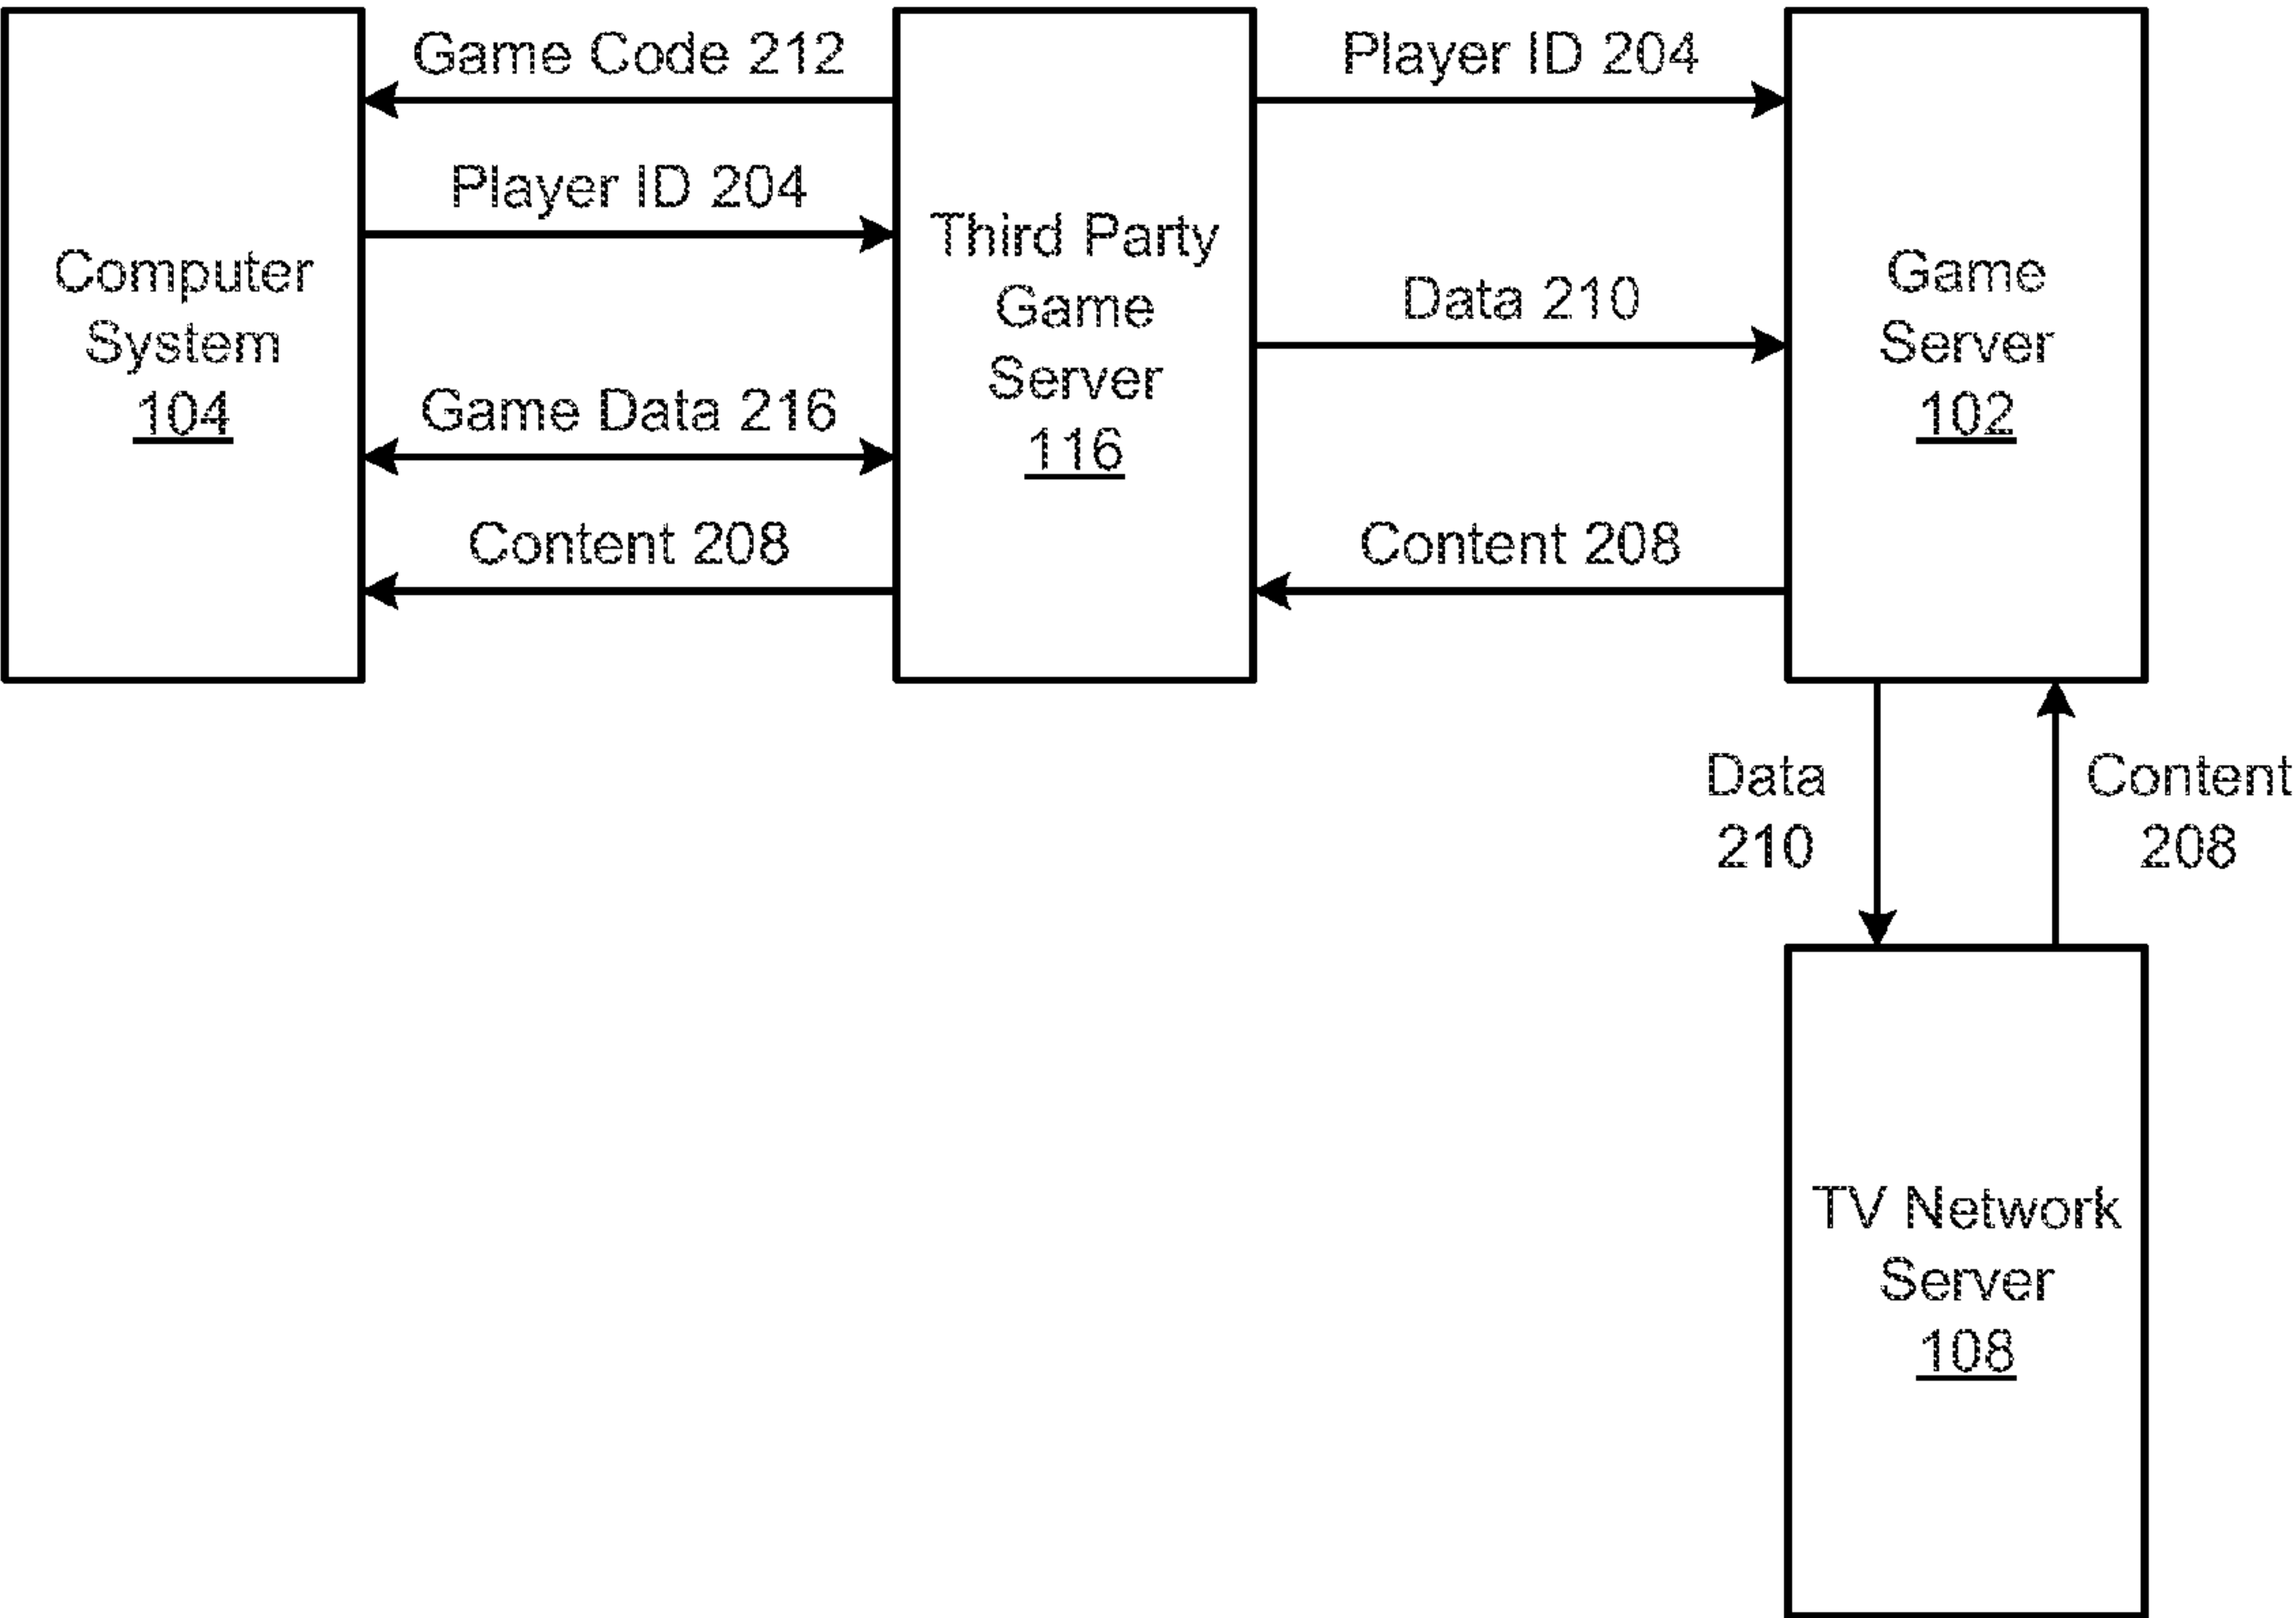 Game Code 212
Player ID 204
Player ID 204
Computer
System
104
Third Party
Game
Server
116
Data 210
Game
Server
102
Game Data 216
Content 208
Content 208
Data
210
Content
208
TV Network
Server
108